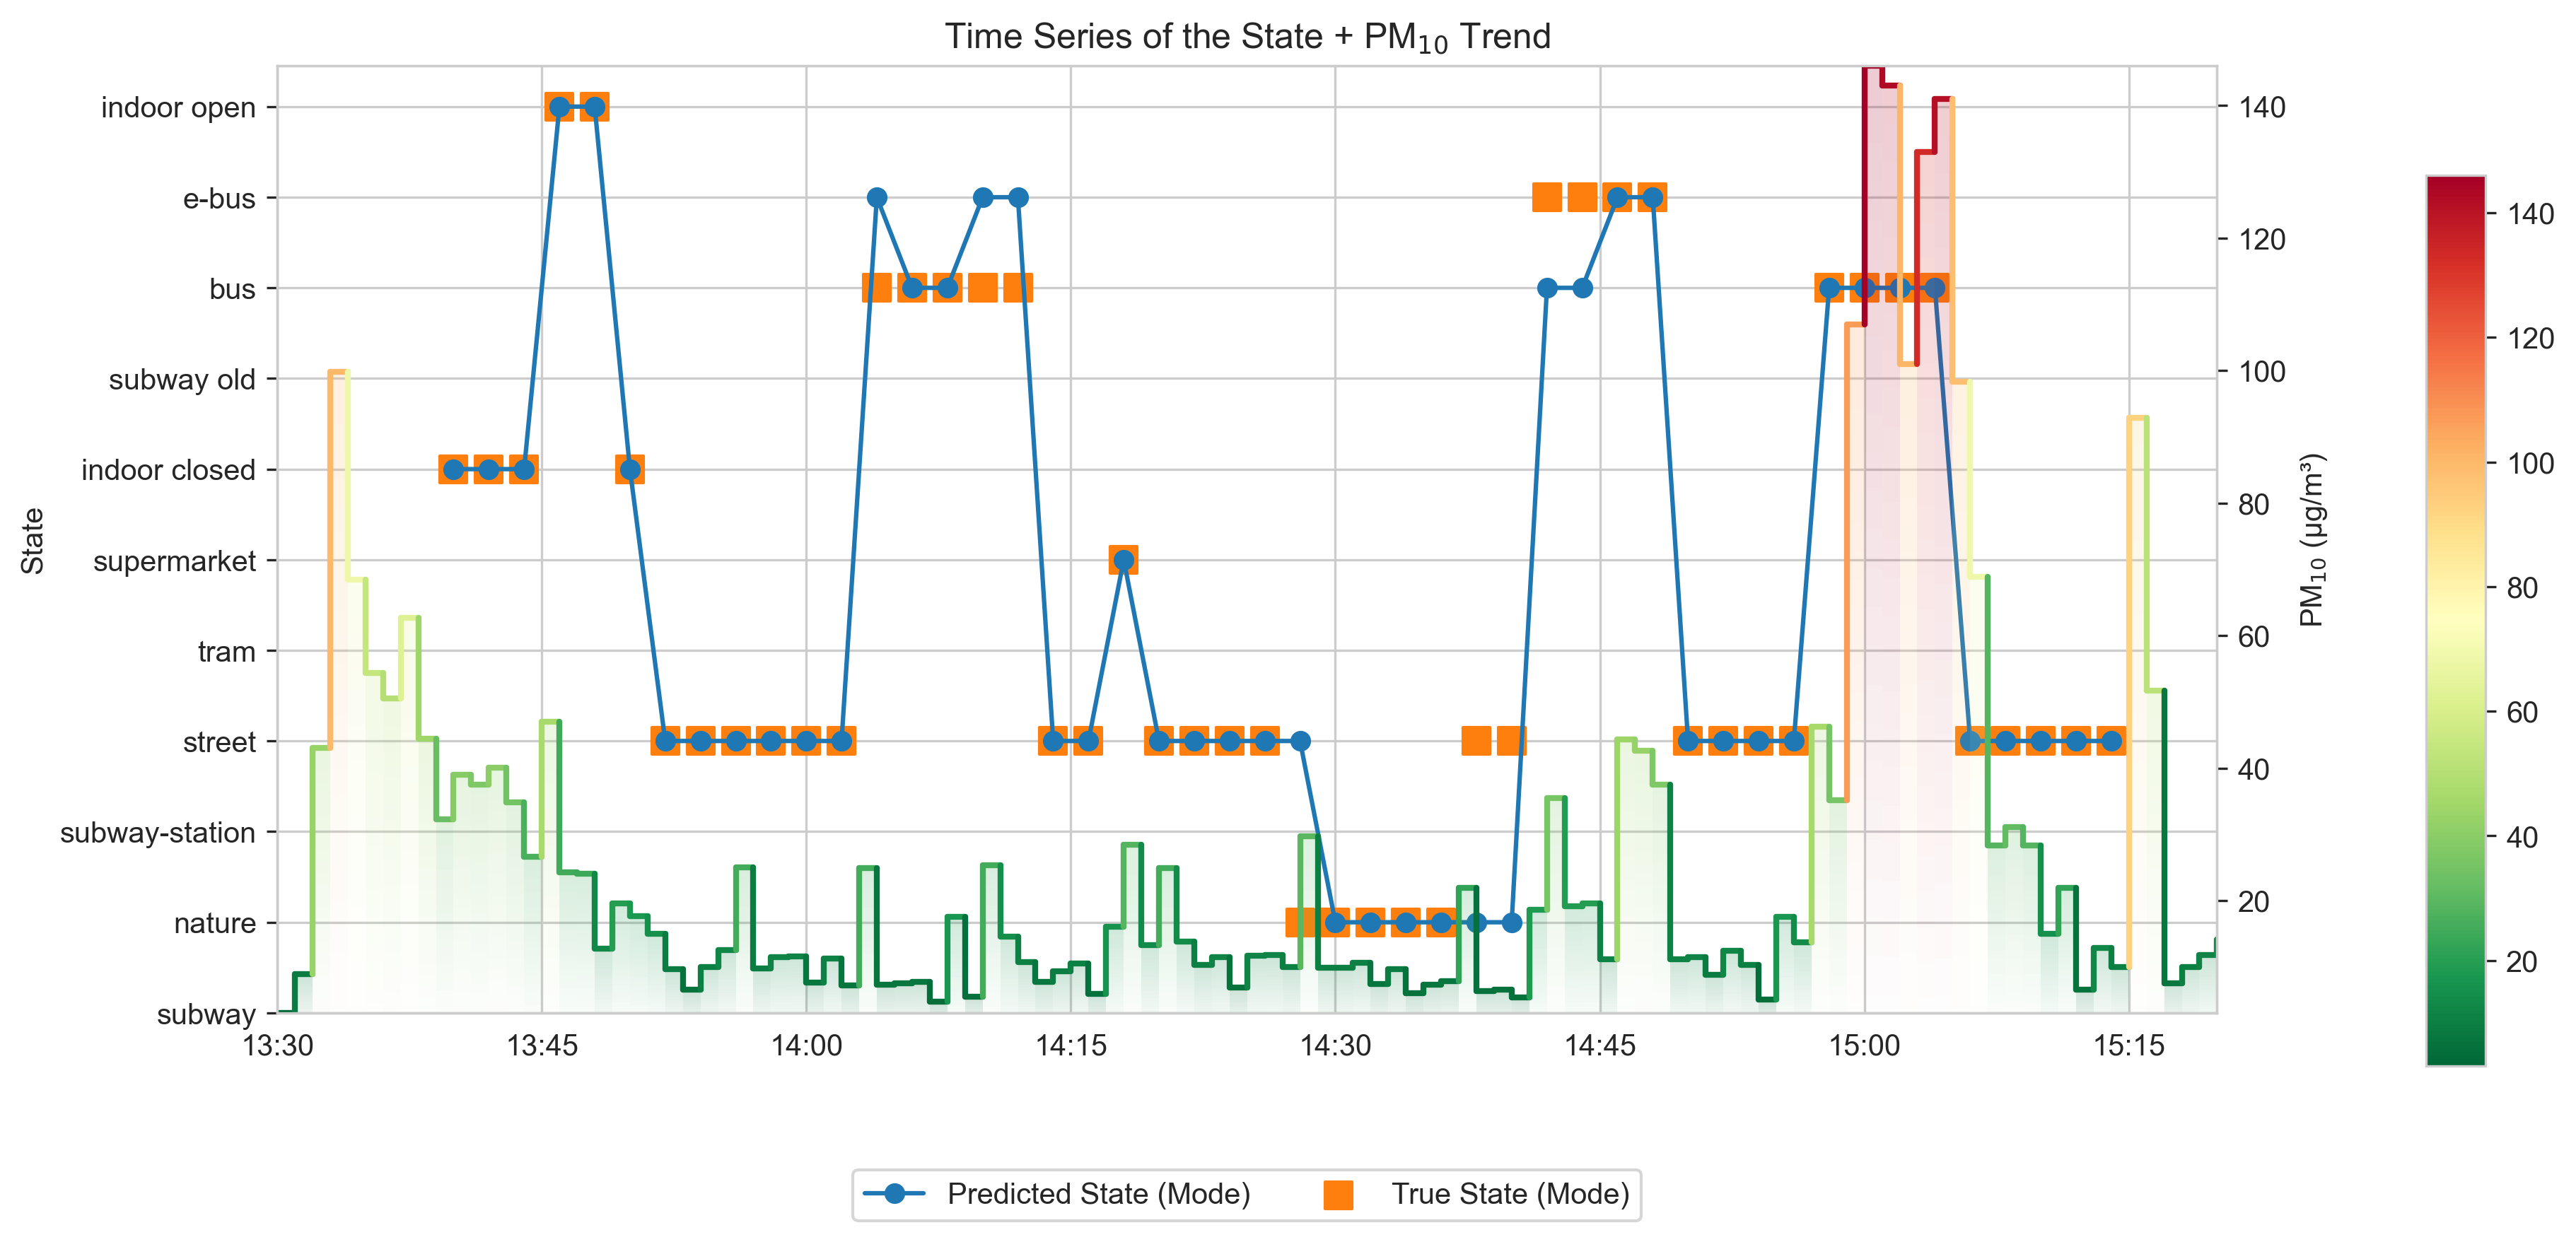 Time Series of the State + PM₁₀ Trend
State
indoor open
e-bus
bus
subway old
indoor closed
supermarket
tram
street
subway-station
nature
subway
13:30
13:45
14:00
14:15
14:30
14:45
15:00
15:15
140
120
100
80
60
40
20
PM₁₀ (µg/m³)
140
120
100
80
60
40
20
Predicted State (Mode)
True State (Mode)